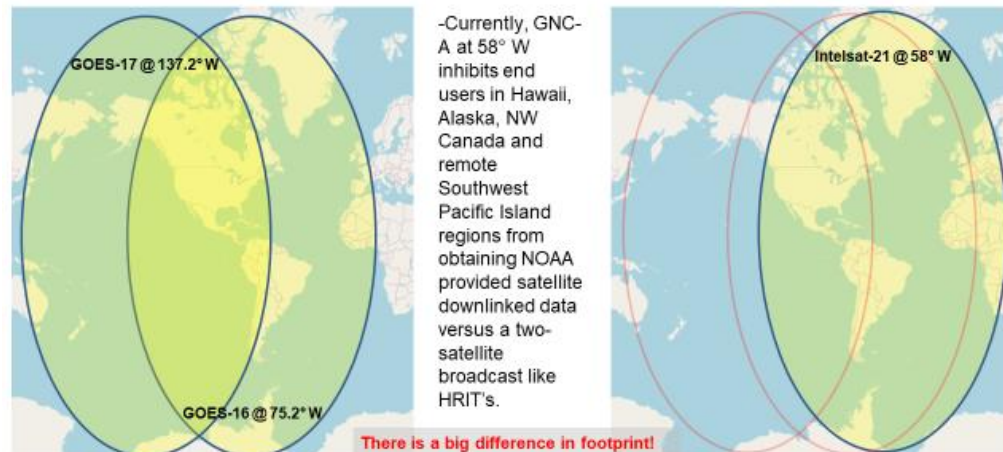 GOES-17 @ 137.2° W
GOES-16 @ 75.2° W
-Currently, GNC-
A at 58° W
inhibits end
users in Hawaii,
Alaska, NW
Canada and
remote
Southwest
Pacific Island
regions from
obtaining NOAA
provided satellite
downlinked data
versus a two-
satellite
broadcast like
HRIT's.
Intelsat-21 @ 58° W
There is a big difference in footprint!